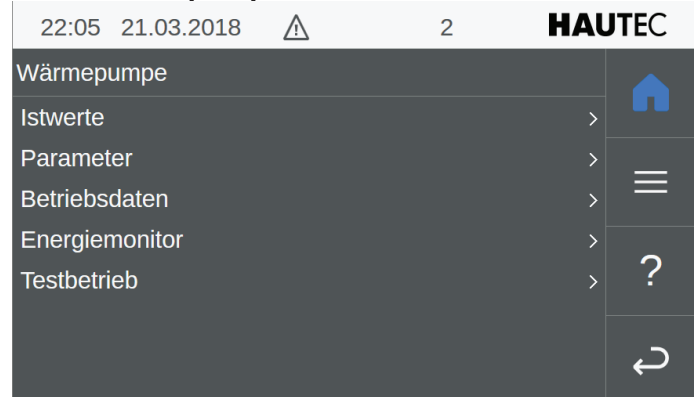 22:05 21.03.2018 2 HAUTEC
Wärmepumpe
Istwerte
Parameter
Betriebsdaten
Energiemonitor
Testbetrieb
?